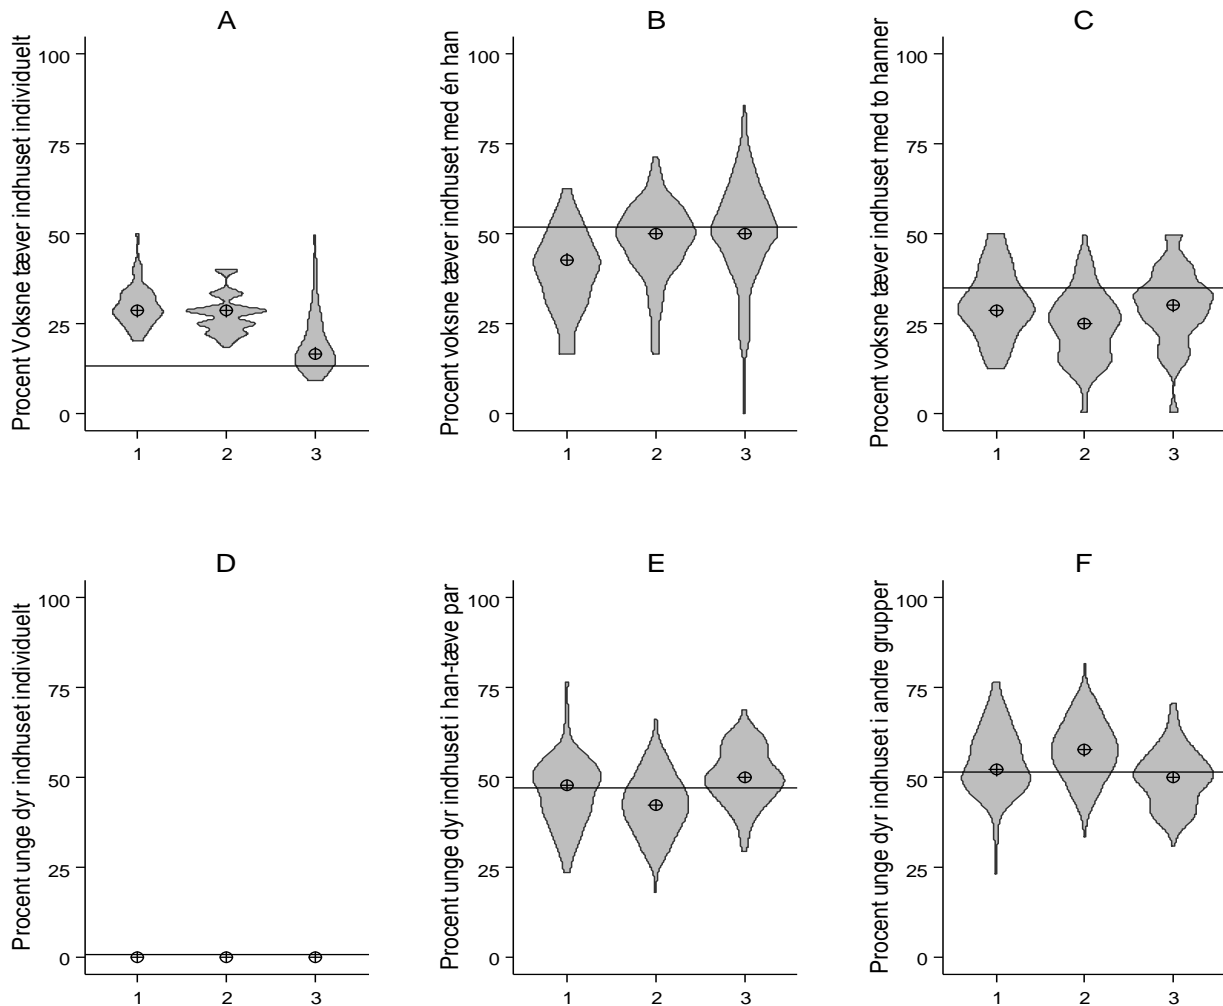 A
Procent Voksne tæver indhuset individuelt
100
75
50
25
0
1 2 3
B
Procent voksne tæver indhuset med én han
100
75
50
25
0
1 2 3
C
Procent voksne tæver indhuset med to hanner
100
75
50
25
0
1 2 3
D
Procent unge dyr indhuset individuelt
100
75
50
25
0
1 2 3
E
Procent unge dyr indhuset i han-tæve par
100
75
50
25
0
1 2 3
F
Procent unge dyr indhuset i andre grupper
100
75
50
25
0
1 2 3